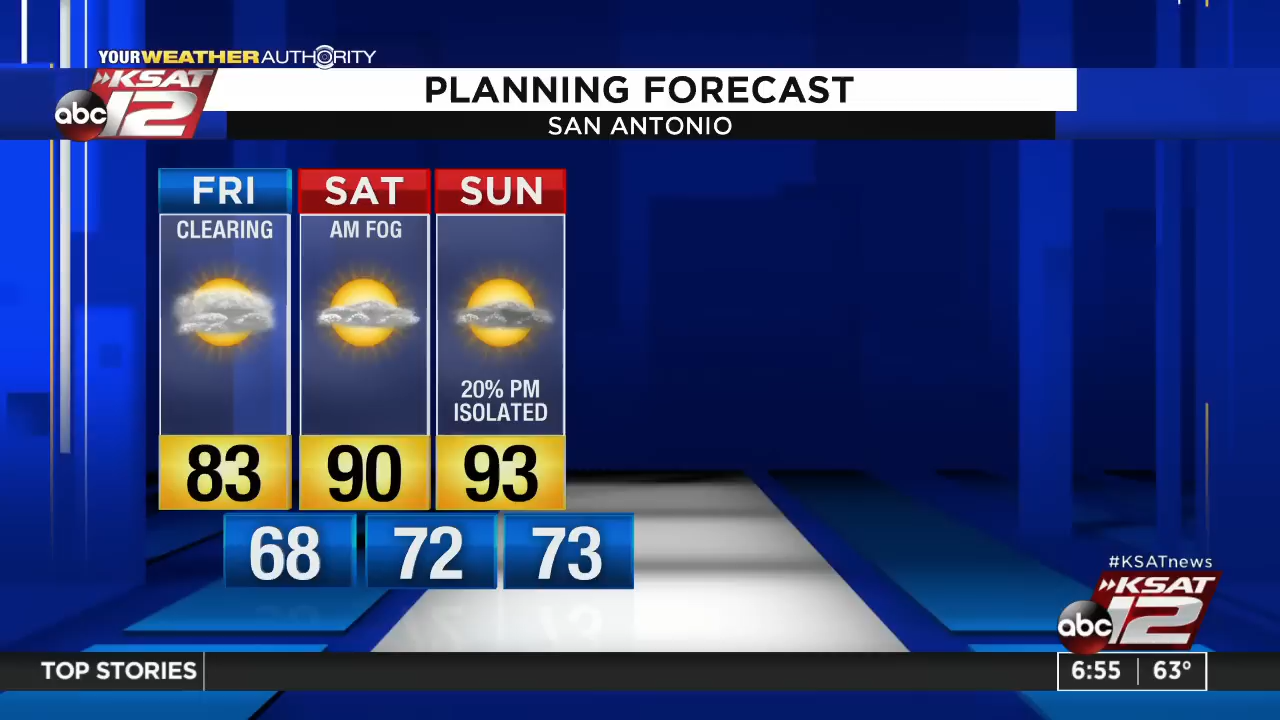 YOURWEATHERAUTHORITY
KSAT
abc 12
PLANNING FORECAST
SAN ANTONIO
FRI SAT SUN
CLEARING AM FOG
20% PM
ISOLATED
83 90 93
68 72 73
#KSATnews
KSAT
abc 12
TOP STORIES 6:55 63°